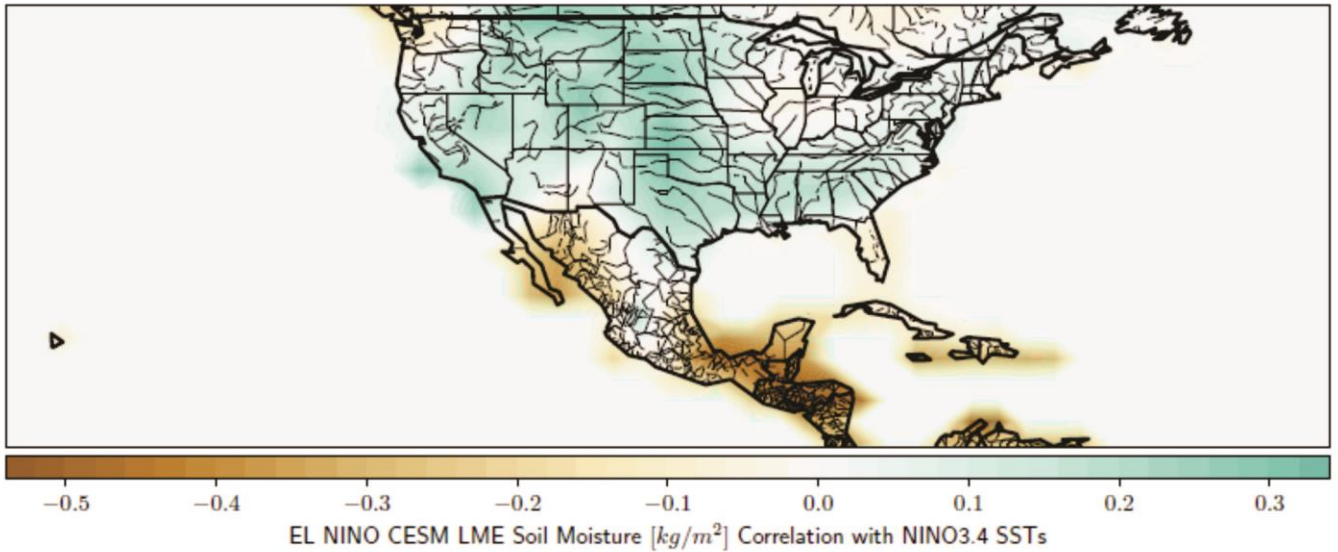 −0.5 −0.4 −0.3 −0.2 −0.1 0.0 0.1 0.2 0.3
EL NINO CESM LME Soil Moisture [kg/m²] Correlation with NINO3.4 SSTs